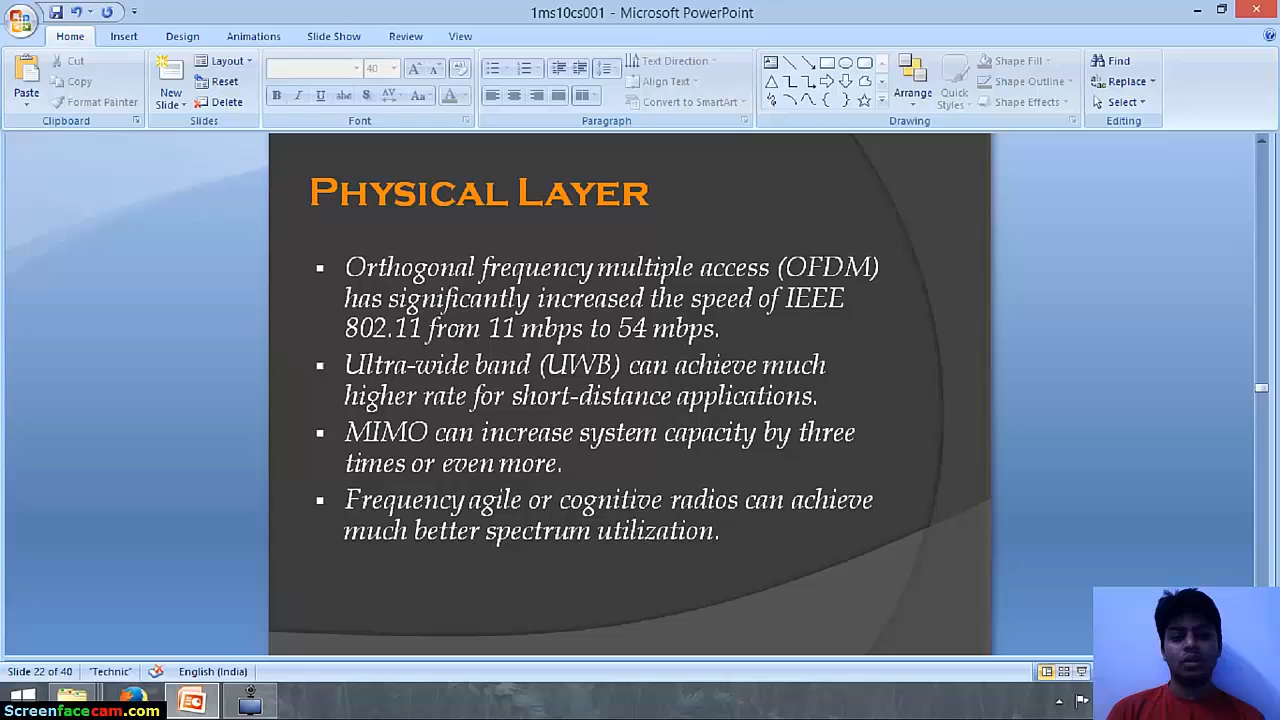 1ms10cs001 - Microsoft PowerPoint
Home Insert Design Animations Slide Show Review View
Paste
Cut
Copy
Format Painter
Clipboard
New Slide
Layout
Reset
Delete
Slides
40
B I U abc S AV Aa A
Font
Text Direction
Align Text
Convert to SmartArt
Paragraph
Arrange
Quick Styles
Shape Fill
Shape Outline
Shape Effects
Drawing
Find
Replace
Select
Editing
Physical Layer
Orthogonal frequency multiple access (OFDM)
has significantly increased the speed of IEEE
802.11 from 11 mbps to 54 mbps.
Ultra-wide band (UWB) can achieve much
higher rate for short-distance applications.
MIMO can increase system capacity by three
times or even more.
Frequency agile or cognitive radios can achieve
much better spectrum utilization.
Slide 22 of 40 "Technic" English (India)
Screenfacecam.com